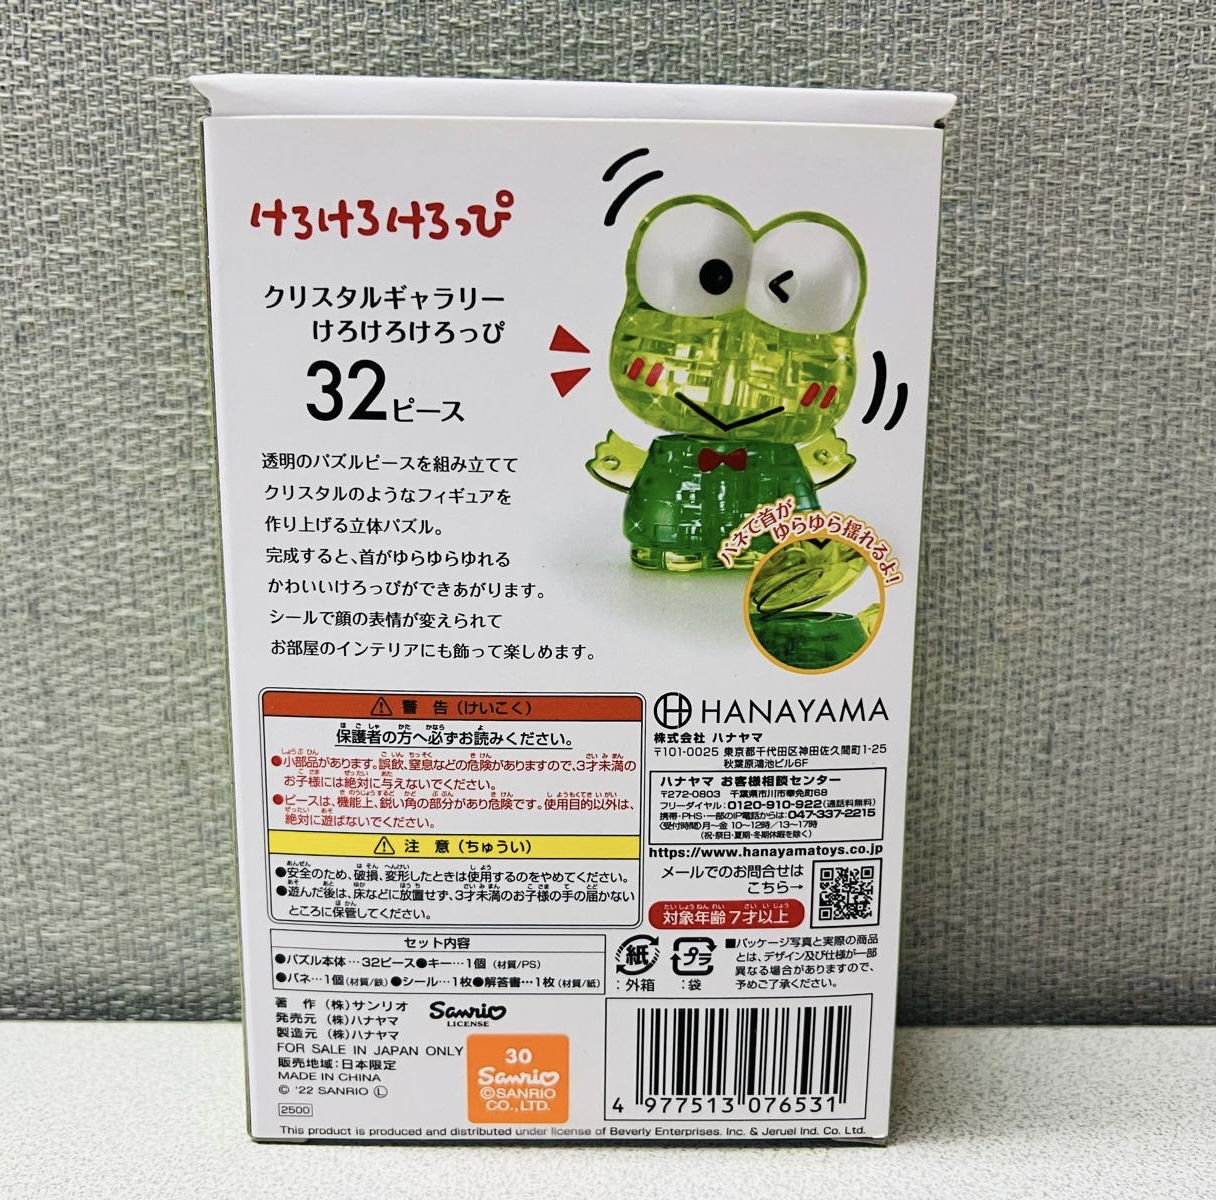 けろけろけろっぴ
クリスタルギャラリー
けろけろけろっぴ
32ピース
透明のパズルピースを組み立てて
クリスタルのようなフィギュアを
作り上げる立体パズル。
完成すると、首がゆらゆらゆれる
かわいいけろっぴができあがります。
シールで顔の表情が変えられて
お部屋のインテリアにも飾って楽しめます。
バネで首が
ゆらゆら揺れるよ!
警 告(けいこく)
保護者の方へ必ずお読みください。
●小部品があります。誤飲、窒息などの危険がありますので、3才未満の
お子様には絶対に与えないでください。
●ピースは、機能上、鋭い角の部分があり危険です。使用目的以外は、
絶対に遊ばないでください。
注 意(ちゅうい)
●安全のため、破損、変形したときは使用するのをやめてください。
●遊んだ後は、床などに放置せず、3才未満のお子様の手の届かない
ところに保管してください。
HANAYAMA
株式会社 ハナヤマ
〒101-0025 東京都千代田区神田佐久間町1-25
秋葉原鴻池ビル6F
ハナヤマ お客様相談センター
〒272-0803 千葉県市川市奉免町68
フリーダイヤル:0120-910-922(通話料無料)
携帯・PHS・一部のIP電話からは:047-337-2215
〈受付時間〉月〜金 10〜12時/13〜17時
(祝・祭日・夏期・冬期休暇を除く)
https://www.hanayamatoys.co.jp
メールでのお問合せは
こちら→
対象年齢7才以上
セット内容
●パズル本体…32ピース●キー…1個(材質/PS)
●バネ…1個(材質/鉄)●シール…1枚●解答書…1枚(材質/紙)
紙
:外箱
プラ
:袋
■パッケージ写真と実際の商品
とは、デザイン及び仕様が一部
異なる場合がありますので、
予めご了承ください。
著 作 (株)サンリオ
発売元 (株)ハナヤマ
製造元 (株)ハナヤマ
FOR SALE IN JAPAN ONLY
販売地域:日本限定
MADE IN CHINA
© '22 SANRIO Ⓛ
2500
Sanrio
LICENSE
30
Sanrio
©SANRIO
CO.,LTD.
4 977513 076531
This product is produced and distributed under license of Beverly Enterprises. Inc. & Jeruel Ind. Co. Ltd.